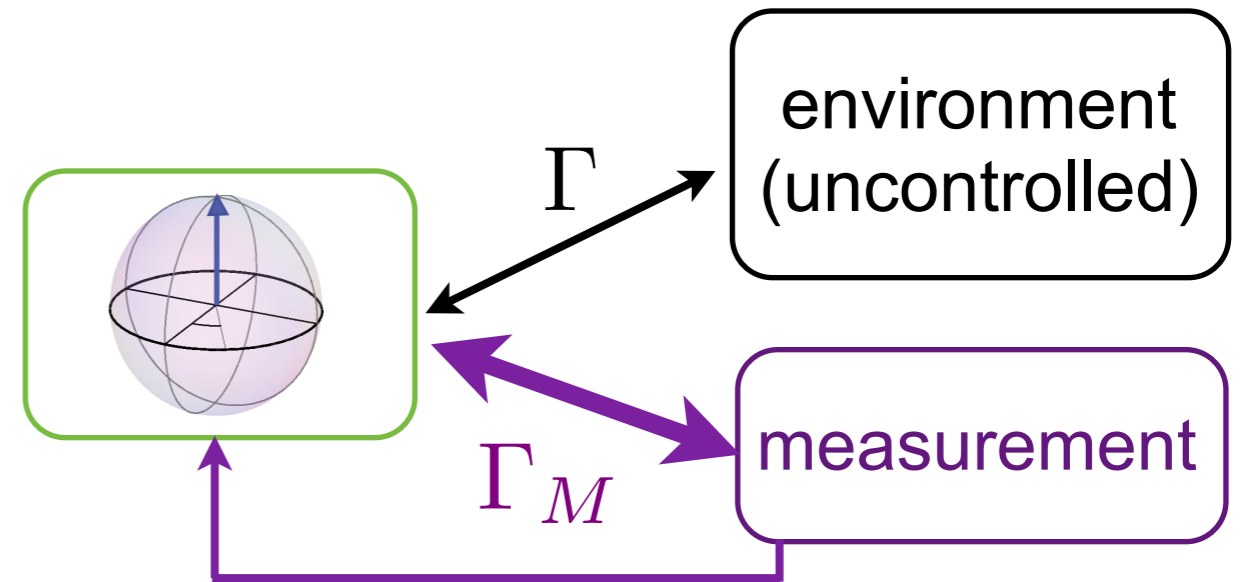 environment
(uncontrolled)
Γ
Γ_M
measurement